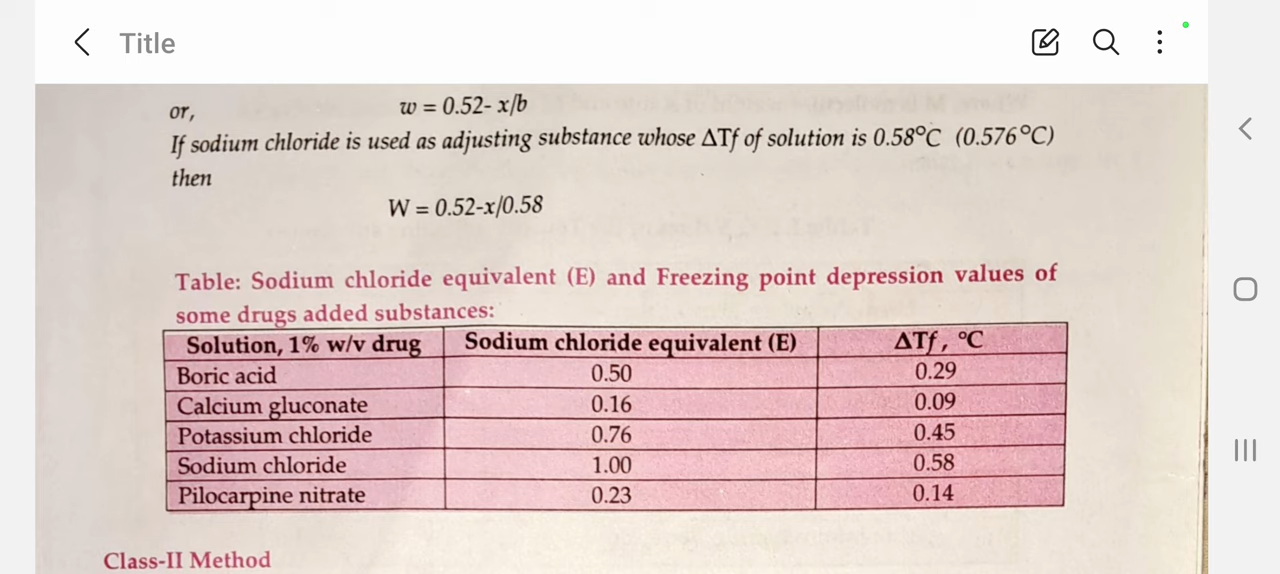 Title
or, w = 0.52- x/b
If sodium chloride is used as adjusting substance whose ΔTf of solution is 0.58°C (0.576°C)
then
W = 0.52-x/0.58
Table: Sodium chloride equivalent (E) and Freezing point depression values of
some drugs added substances:
Solution, 1% w/v drug Sodium chloride equivalent (E) ΔTf, °C
Boric acid 0.50 0.29
Calcium gluconate 0.16 0.09
Potassium chloride 0.76 0.45
Sodium chloride 1.00 0.58
Pilocarpine nitrate 0.23 0.14
Class-II Method